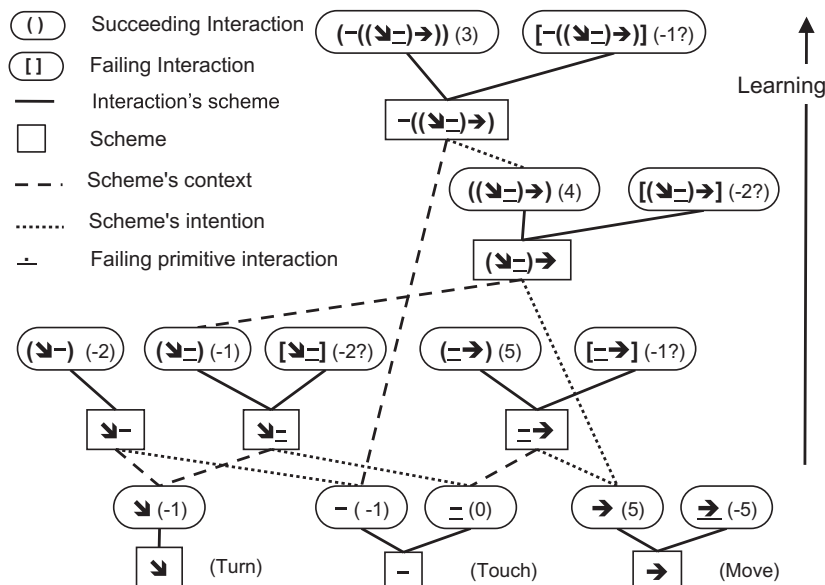 ( ) Succeeding Interaction
[ ] Failing Interaction
Interaction's scheme
Scheme
Scheme's context
Scheme's intention
Failing primitive interaction
Learning
(−((➘−̲)➔)) (3) [−((➘−̲)➔)] (-1?)
−((➘−̲)➔)
((➘−̲)➔) (4) [(➘−̲)➔] (-2?)
(➘−̲)➔
(➘−) (-2) (➘−̲) (-1) [➘−̲] (-2?) (−̲➔) (5) [−̲➔] (-1?)
➘− ➘−̲ −̲➔
➘ (-1) − ( -1) −̲ (0) ➔ (5) ➔̲ (-5)
➘ (Turn) − (Touch) ➔ (Move)